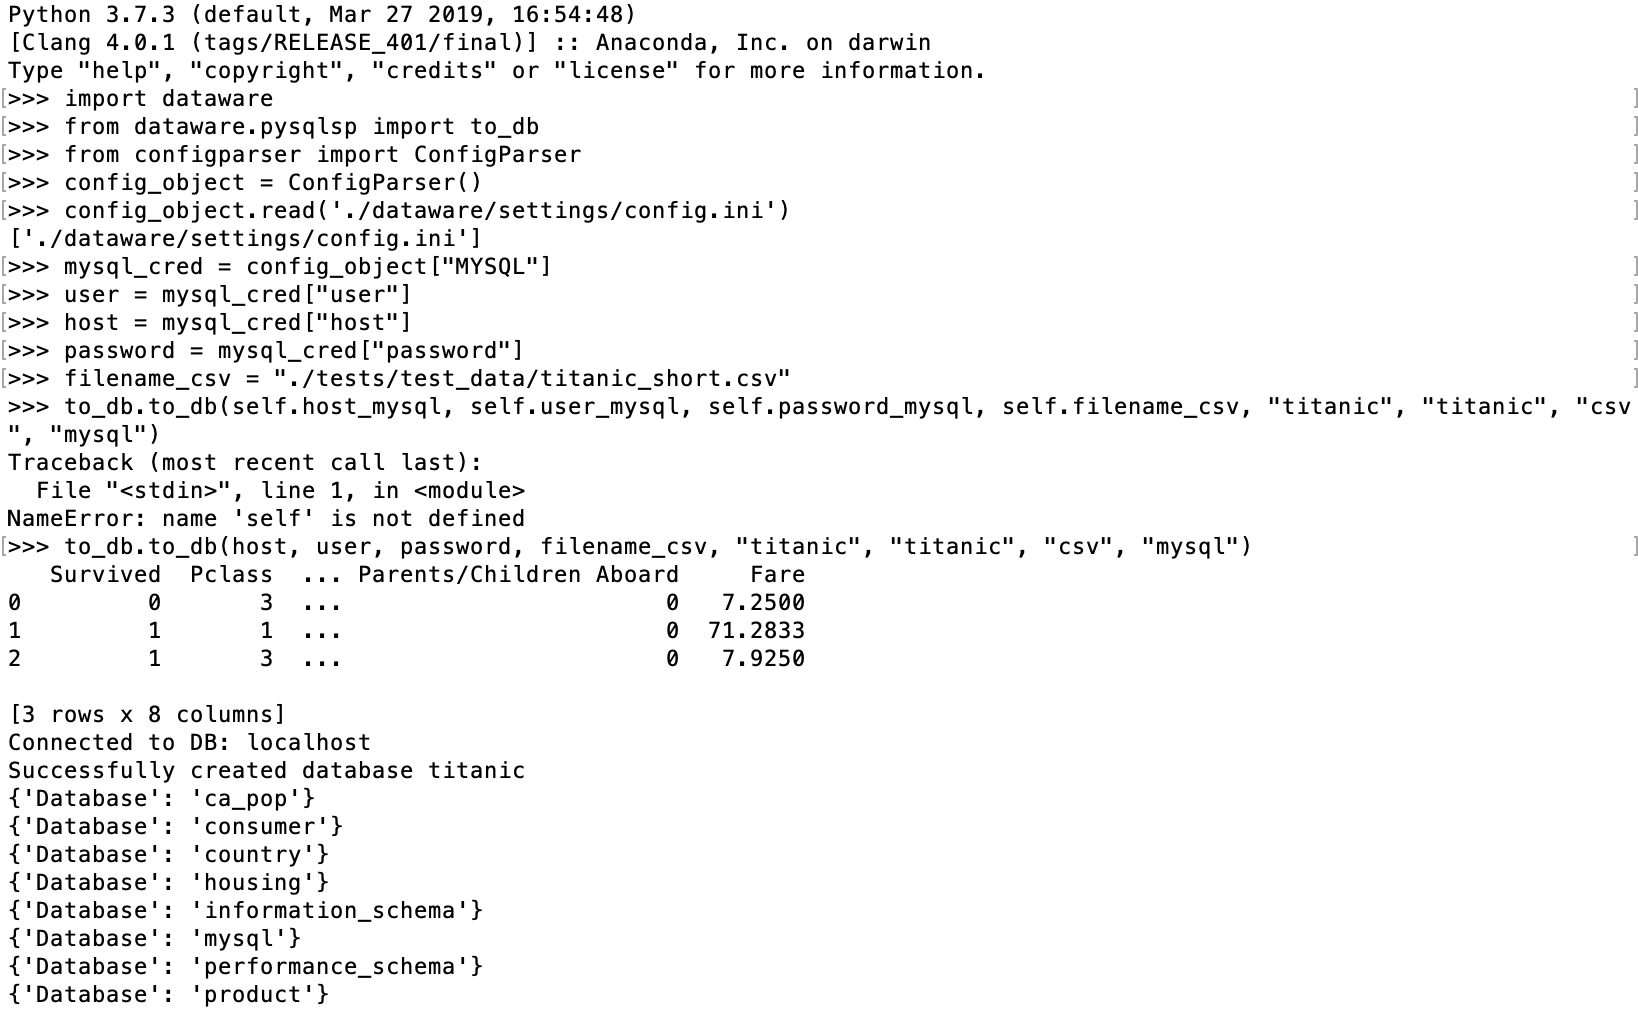 Python 3.7.3 (default, Mar 27 2019, 16:54:48)
[Clang 4.0.1 (tags/RELEASE_401/final)] :: Anaconda, Inc. on darwin
Type "help", "copyright", "credits" or "license" for more information.
[>>> import dataware ]
[>>> from dataware.pysqlsp import to_db ]
[>>> from configparser import ConfigParser ]
[>>> config_object = ConfigParser() ]
[>>> config_object.read('./dataware/settings/config.ini') ]
['./dataware/settings/config.ini']
[>>> mysql_cred = config_object["MYSQL"] ]
[>>> user = mysql_cred["user"] ]
[>>> host = mysql_cred["host"] ]
[>>> password = mysql_cred["password"] ]
[>>> filename_csv = "./tests/test_data/titanic_short.csv" ]
>>> to_db.to_db(self.host_mysql, self.user_mysql, self.password_mysql, self.filename_csv, "titanic", "titanic", "csv
", "mysql")
Traceback (most recent call last):
  File "<stdin>", line 1, in <module>
NameError: name 'self' is not defined
[>>> to_db.to_db(host, user, password, filename_csv, "titanic", "titanic", "csv", "mysql") ]
   Survived  Pclass  ... Parents/Children Aboard     Fare
0         0       3  ...                       0   7.2500
1         1       1  ...                       0  71.2833
2         1       3  ...                       0   7.9250

[3 rows x 8 columns]
Connected to DB: localhost
Successfully created database titanic
{'Database': 'ca_pop'}
{'Database': 'consumer'}
{'Database': 'country'}
{'Database': 'housing'}
{'Database': 'information_schema'}
{'Database': 'mysql'}
{'Database': 'performance_schema'}
{'Database': 'product'}